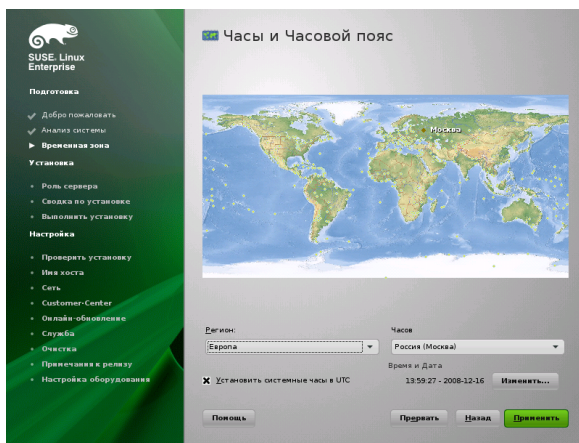 SUSE Linux
Enterprise
Подготовка
Добро пожаловать
Анализ системы
Временная зона
Установка
Роль сервера
Сводка по установке
Выполнить установку
Настройка
Проверить установку
Имя хоста
Сеть
Customer-Center
Онлайн-обновление
Служба
Очистка
Примечания к релизу
Настройка оборудования
Часы и Часовой пояс
Москва
Регион:
Европа
Часов
Россия (Москва)
Установить системные часы в UTC
Время и Дата
13:59:27 - 2008-12-16
Изменить...
Помощь
Прервать
Назад
Применить